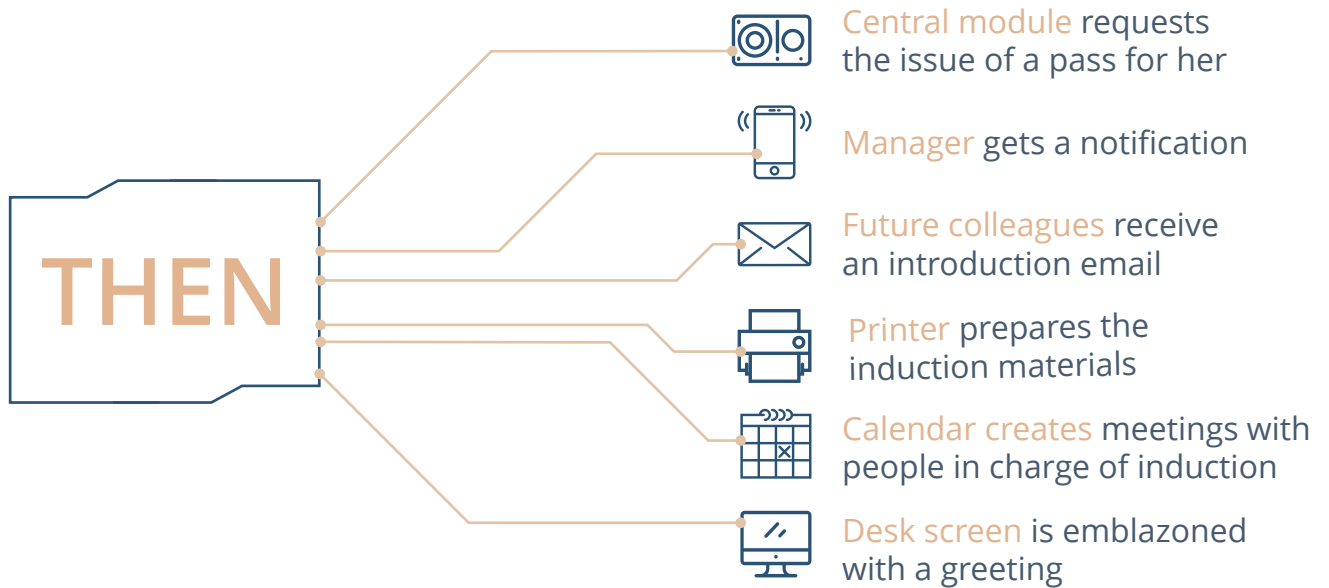 THEN
Central module requests
the issue of a pass for her
Manager gets a notification
Future colleagues receive
an introduction email
Printer prepares the
induction materials
Calendar creates meetings with
people in charge of induction
Desk screen is emblazoned
with a greeting